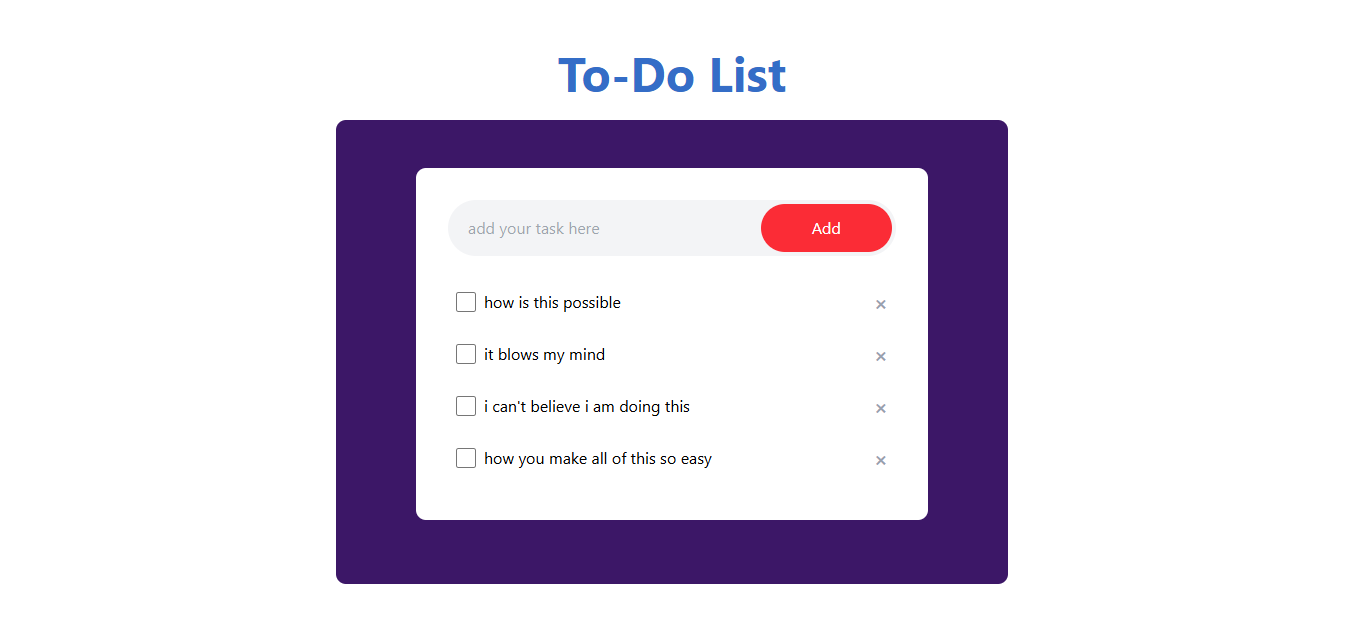 To-Do List
add your task here
Add
how is this possible
it blows my mind
i can't believe i am doing this
how you make all of this so easy